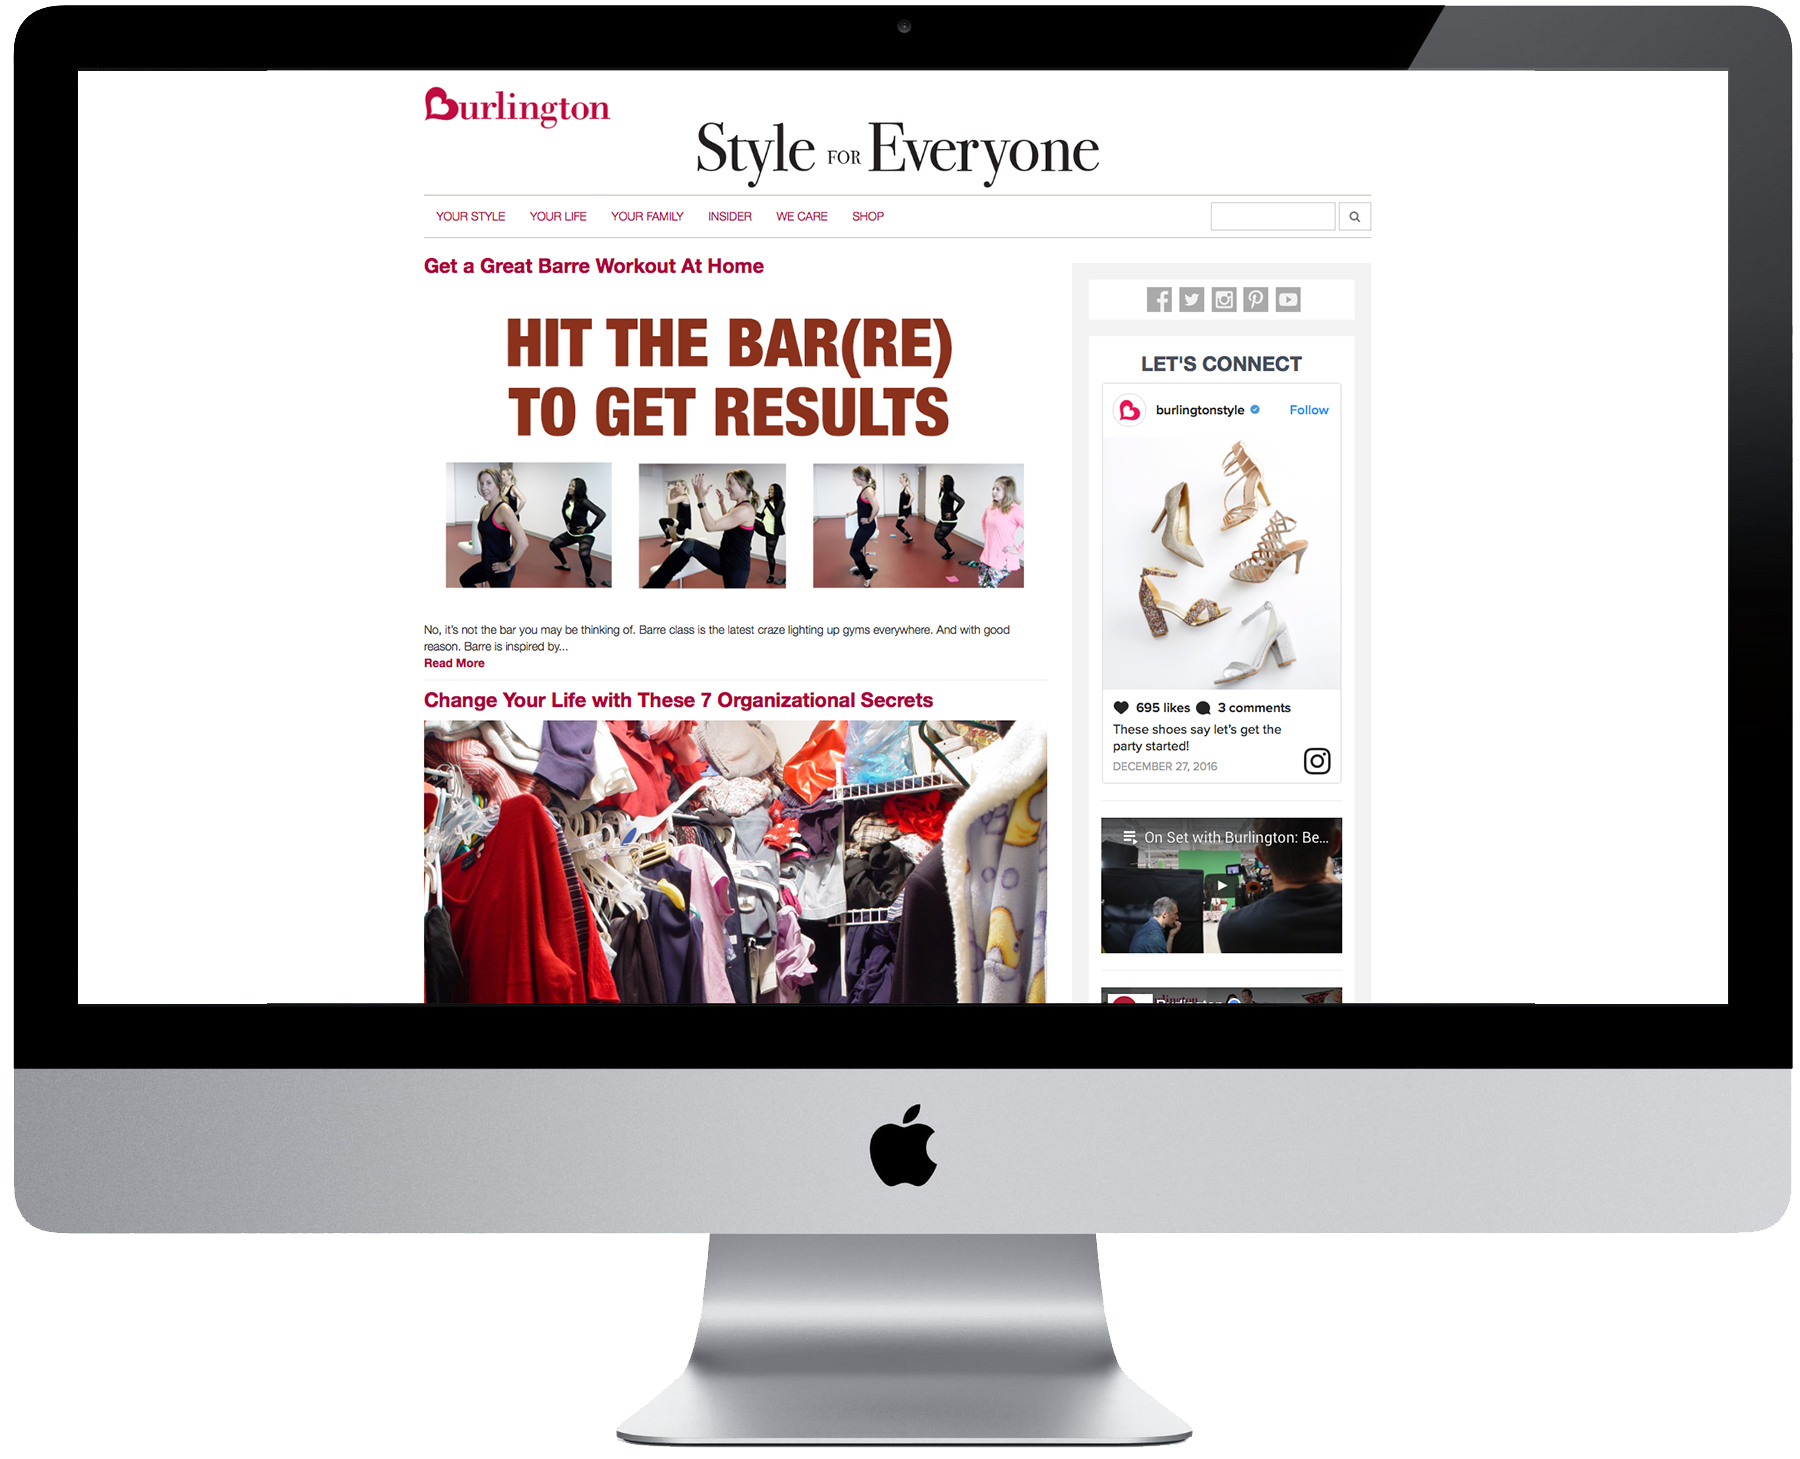 Burlington
Style FOR Everyone
YOUR STYLE YOUR LIFE YOUR FAMILY INSIDER WE CARE SHOP
Get a Great Barre Workout At Home
HIT THE BAR(RE)
TO GET RESULTS
No, it's not the bar you may be thinking of. Barre class is the latest craze lighting up gyms everywhere. And with good
reason. Barre is inspired by...
Read More
Change Your Life with These 7 Organizational Secrets
LET'S CONNECT
burlingtonstyle Follow
695 likes 3 comments
These shoes say let's get the
party started!
DECEMBER 27, 2016
On Set with Burlington: Be...